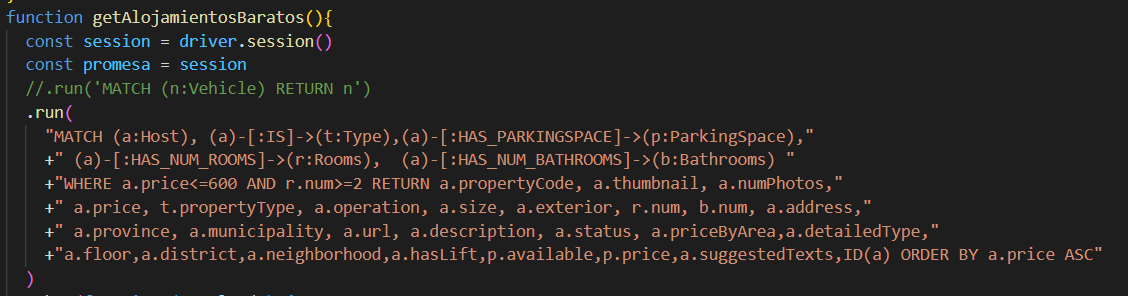 function getAlojamientosBaratos(){
const session = driver.session()
const promesa = session
//.run('MATCH (n:Vehicle) RETURN n')
.run(
"MATCH (a:Host), (a)-[:IS]->(t:Type),(a)-[:HAS_PARKINGSPACE]->(p:ParkingSpace),"
+" (a)-[:HAS_NUM_ROOMS]->(r:Rooms),  (a)-[:HAS_NUM_BATHROOMS]->(b:Bathrooms) "
+"WHERE a.price<=600 AND r.num>=2 RETURN a.propertyCode, a.thumbnail, a.numPhotos,"
+" a.price, t.propertyType, a.operation, a.size, a.exterior, r.num, b.num, a.address,"
+" a.province, a.municipality, a.url, a.description, a.status, a.priceByArea,a.detailedType,"
+"a.floor,a.district,a.neighborhood,a.hasLift,p.available,p.price,a.suggestedTexts,ID(a) ORDER BY a.price ASC"
)